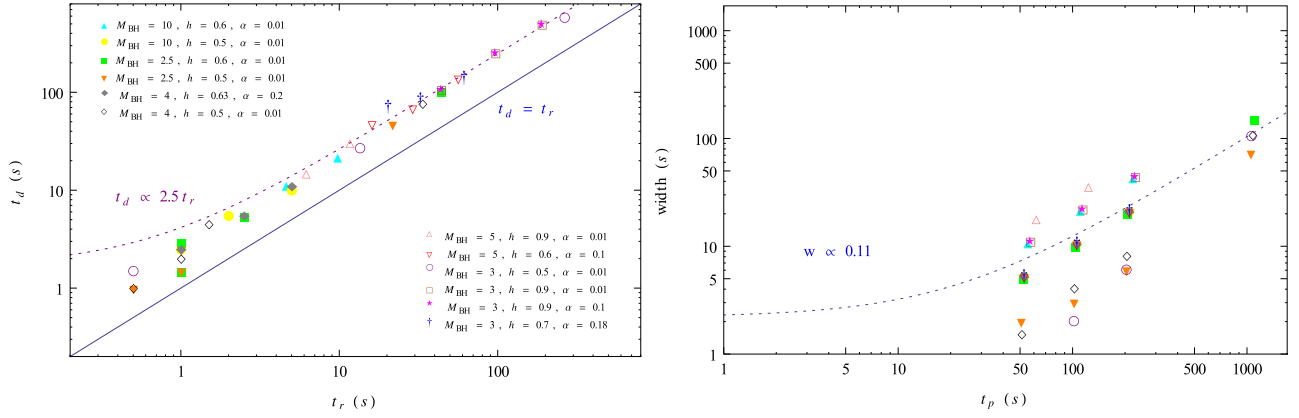 M_BH = 10 , h = 0.6 , α = 0.01
M_BH = 10 , h = 0.5 , α = 0.01
M_BH = 2.5 , h = 0.6 , α = 0.01
M_BH = 2.5 , h = 0.5 , α = 0.01
M_BH = 4 , h = 0.63 , α = 0.2
M_BH = 4 , h = 0.5 , α = 0.01
t_d = t_r
t_d ∝ 2.5 t_r
M_BH = 5 , h = 0.9 , α = 0.01
M_BH = 5 , h = 0.6 , α = 0.1
M_BH = 3 , h = 0.5 , α = 0.01
M_BH = 3 , h = 0.9 , α = 0.01
M_BH = 3 , h = 0.9 , α = 0.1
M_BH = 3 , h = 0.7 , α = 0.18
t_d (s)
100
10
1
1
10
100
t_r (s)
width (s)
1000
500
100
50
10
5
1
w ∝ 0.11
1
5
10
50
100
500
1000
t_p (s)